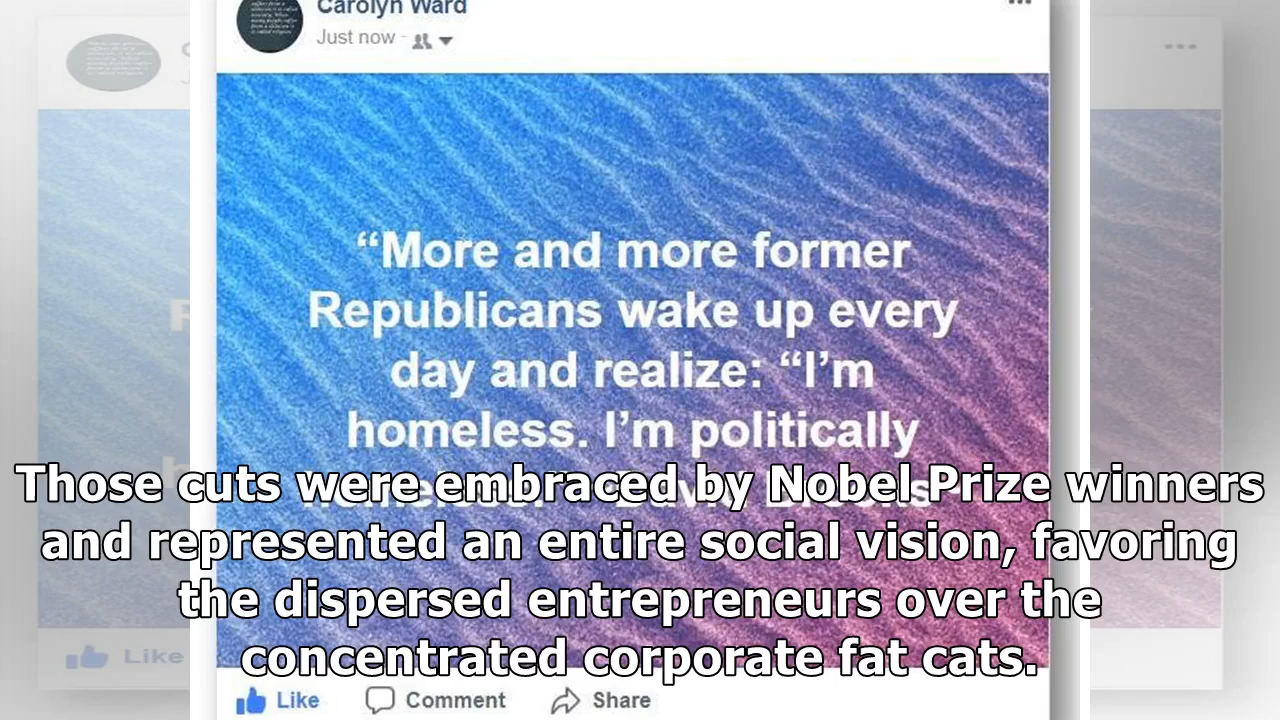 Carolyn Ward
Just now
“More and more former
Republicans wake up every
day and realize: “I’m
homeless. I’m politically
Those cuts were embraced by Nobel Prize winners
and represented an entire social vision, favoring
the dispersed entrepreneurs over the
concentrated corporate fat cats.
Like
Like Comment Share